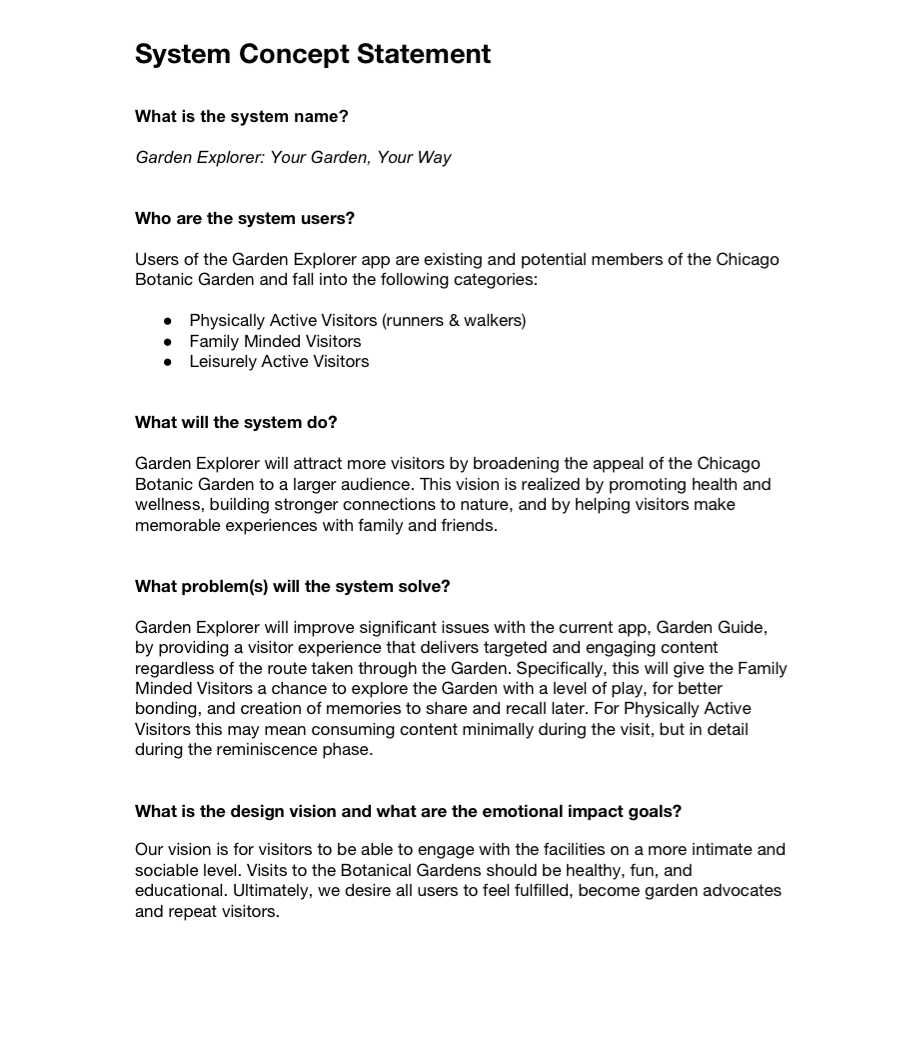 System Concept Statement
What is the system name?
Garden Explorer: Your Garden, Your Way
Who are the system users?
Users of the Garden Explorer app are existing and potential members of the Chicago
Botanic Garden and fall into the following categories:
● Physically Active Visitors (runners & walkers)
● Family Minded Visitors
● Leisurely Active Visitors
What will the system do?
Garden Explorer will attract more visitors by broadening the appeal of the Chicago
Botanic Garden to a larger audience. This vision is realized by promoting health and
wellness, building stronger connections to nature, and by helping visitors make
memorable experiences with family and friends.
What problem(s) will the system solve?
Garden Explorer will improve significant issues with the current app, Garden Guide,
by providing a visitor experience that delivers targeted and engaging content
regardless of the route taken through the Garden. Specifically, this will give the Family
Minded Visitors a chance to explore the Garden with a level of play, for better
bonding, and creation of memories to share and recall later. For Physically Active
Visitors this may mean consuming content minimally during the visit, but in detail
during the reminiscence phase.
What is the design vision and what are the emotional impact goals?
Our vision is for visitors to be able to engage with the facilities on a more intimate and
sociable level. Visits to the Botanical Gardens should be healthy, fun, and
educational. Ultimately, we desire all users to feel fulfilled, become garden advocates
and repeat visitors.